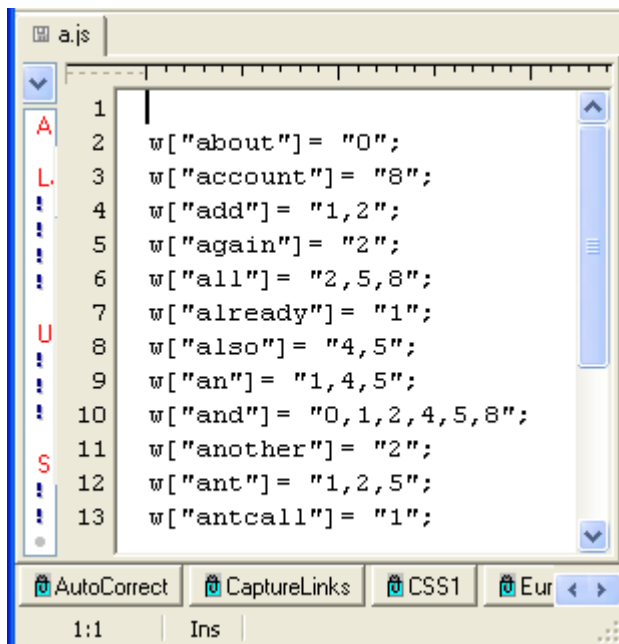 a.js
1
2 w["about"]= "0";
3 w["account"]= "8";
4 w["add"]= "1,2";
5 w["again"]= "2";
6 w["all"]= "2,5,8";
7 w["already"]= "1";
8 w["also"]= "4,5";
9 w["an"]= "1,4,5";
10 w["and"]= "0,1,2,4,5,8";
11 w["another"]= "2";
12 w["ant"]= "1,2,5";
13 w["antcall"]= "1";
A
L
U
S
AutoCorrect CaptureLinks CSS1 Eur
1:1 Ins